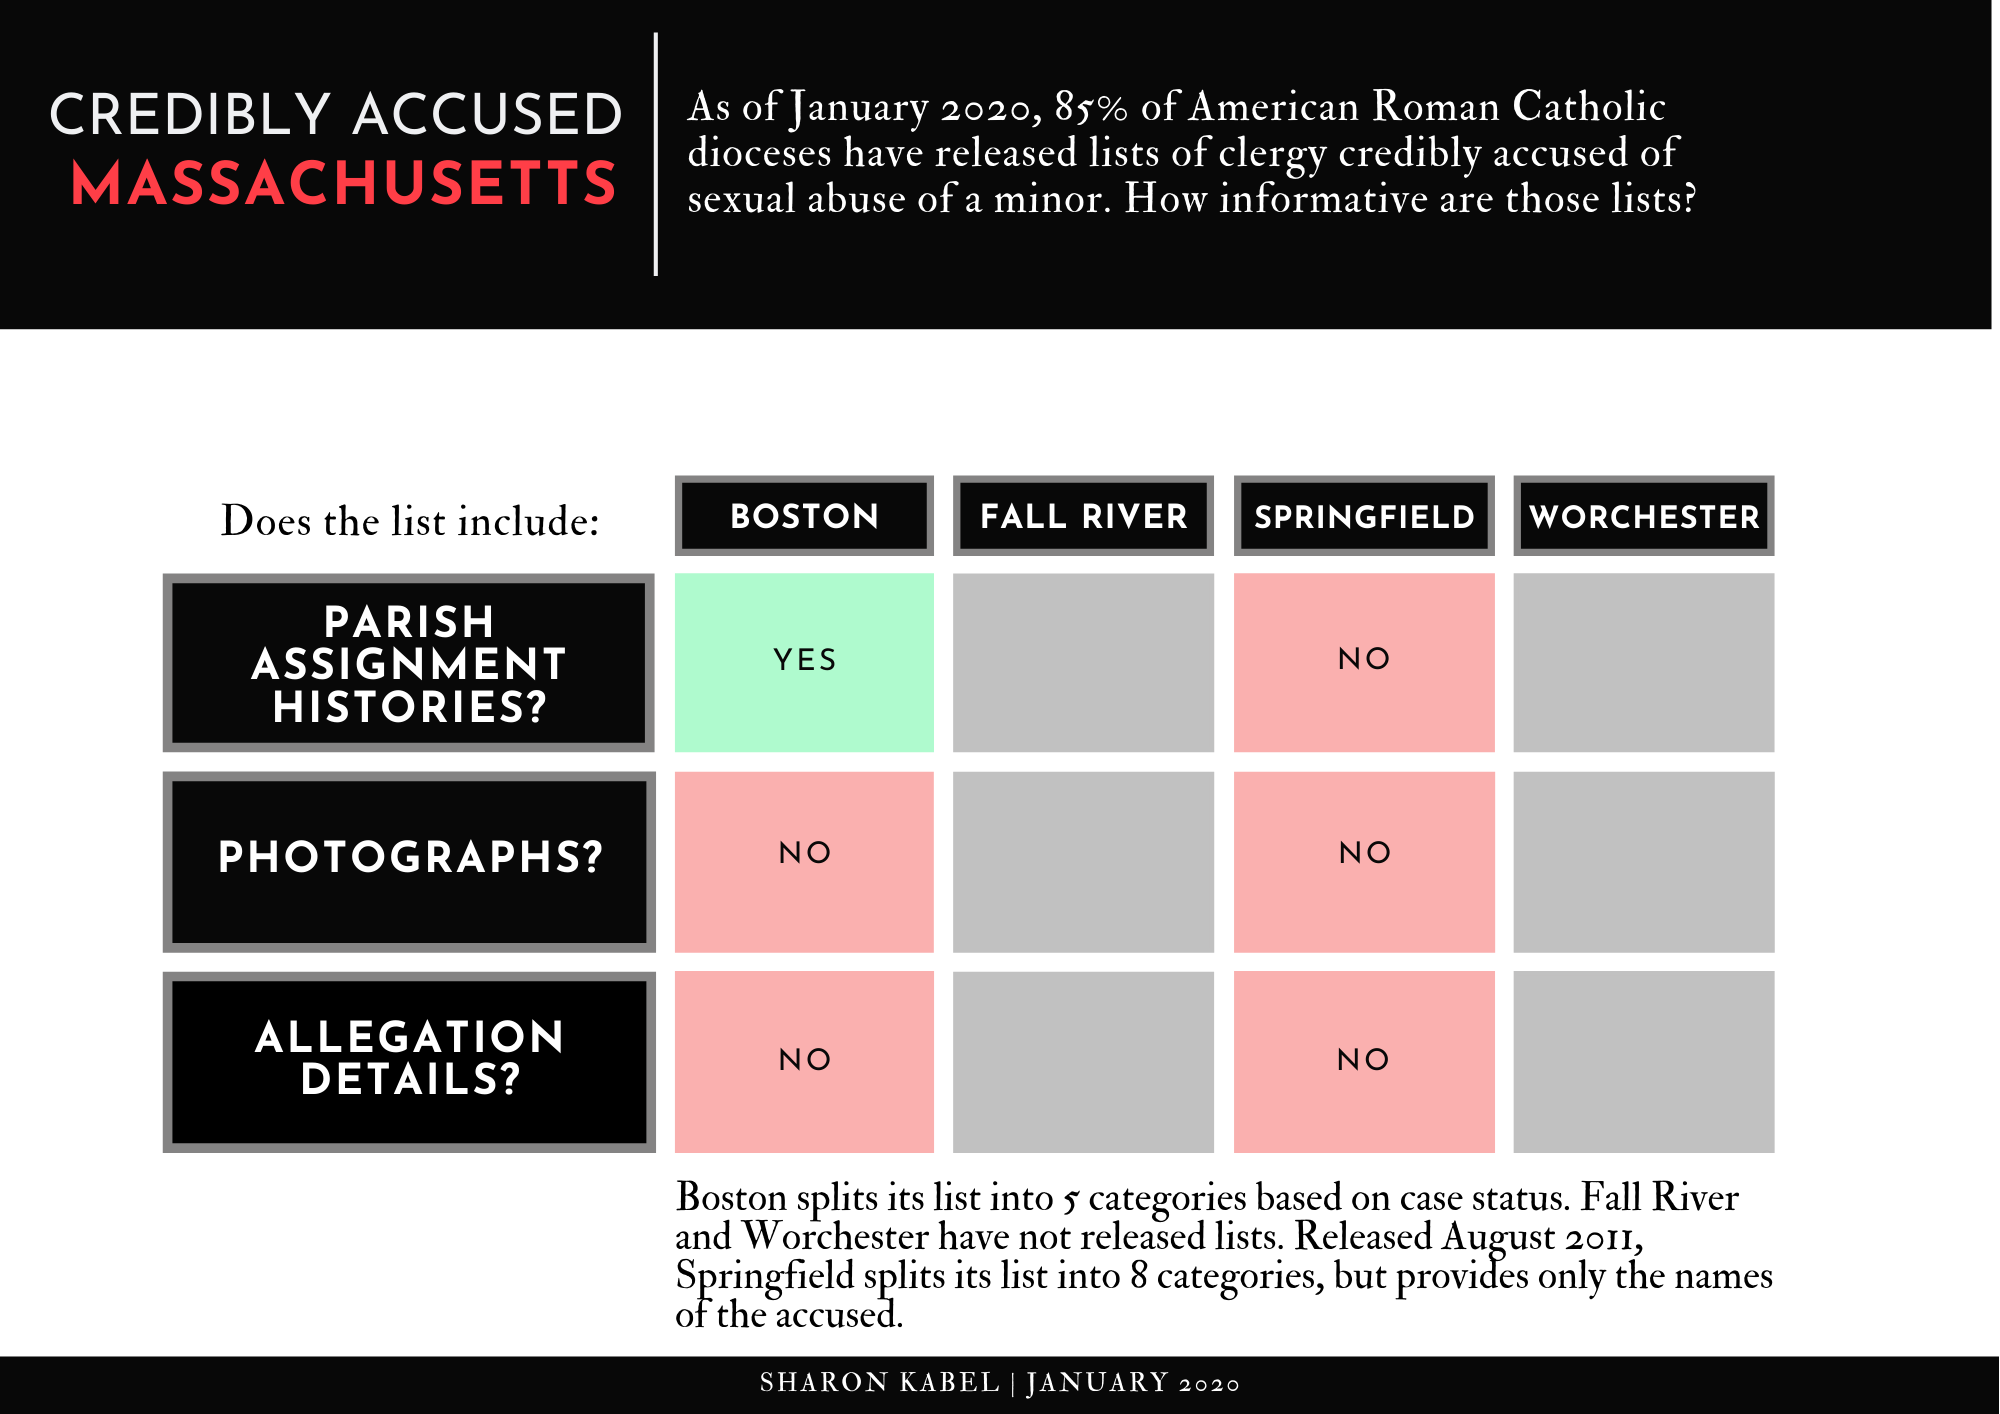 CREDIBLY ACCUSED
MASSACHUSETTS
As of January 2020, 85% of American Roman Catholic
dioceses have released lists of clergy credibly accused of
sexual abuse of a minor. How informative are those lists?
Does the list include:
BOSTON
FALL RIVER
SPRINGFIELD
WORCHESTER
PARISH
ASSIGNMENT
HISTORIES?
YES
NO
PHOTOGRAPHS?
NO
NO
ALLEGATION
DETAILS?
NO
NO
Boston splits its list into 5 categories based on case status. Fall River
and Worchester have not released lists. Released August 2011,
Springfield splits its list into 8 categories, but provides only the names
of the accused.
SHARON KABEL | JANUARY 2020